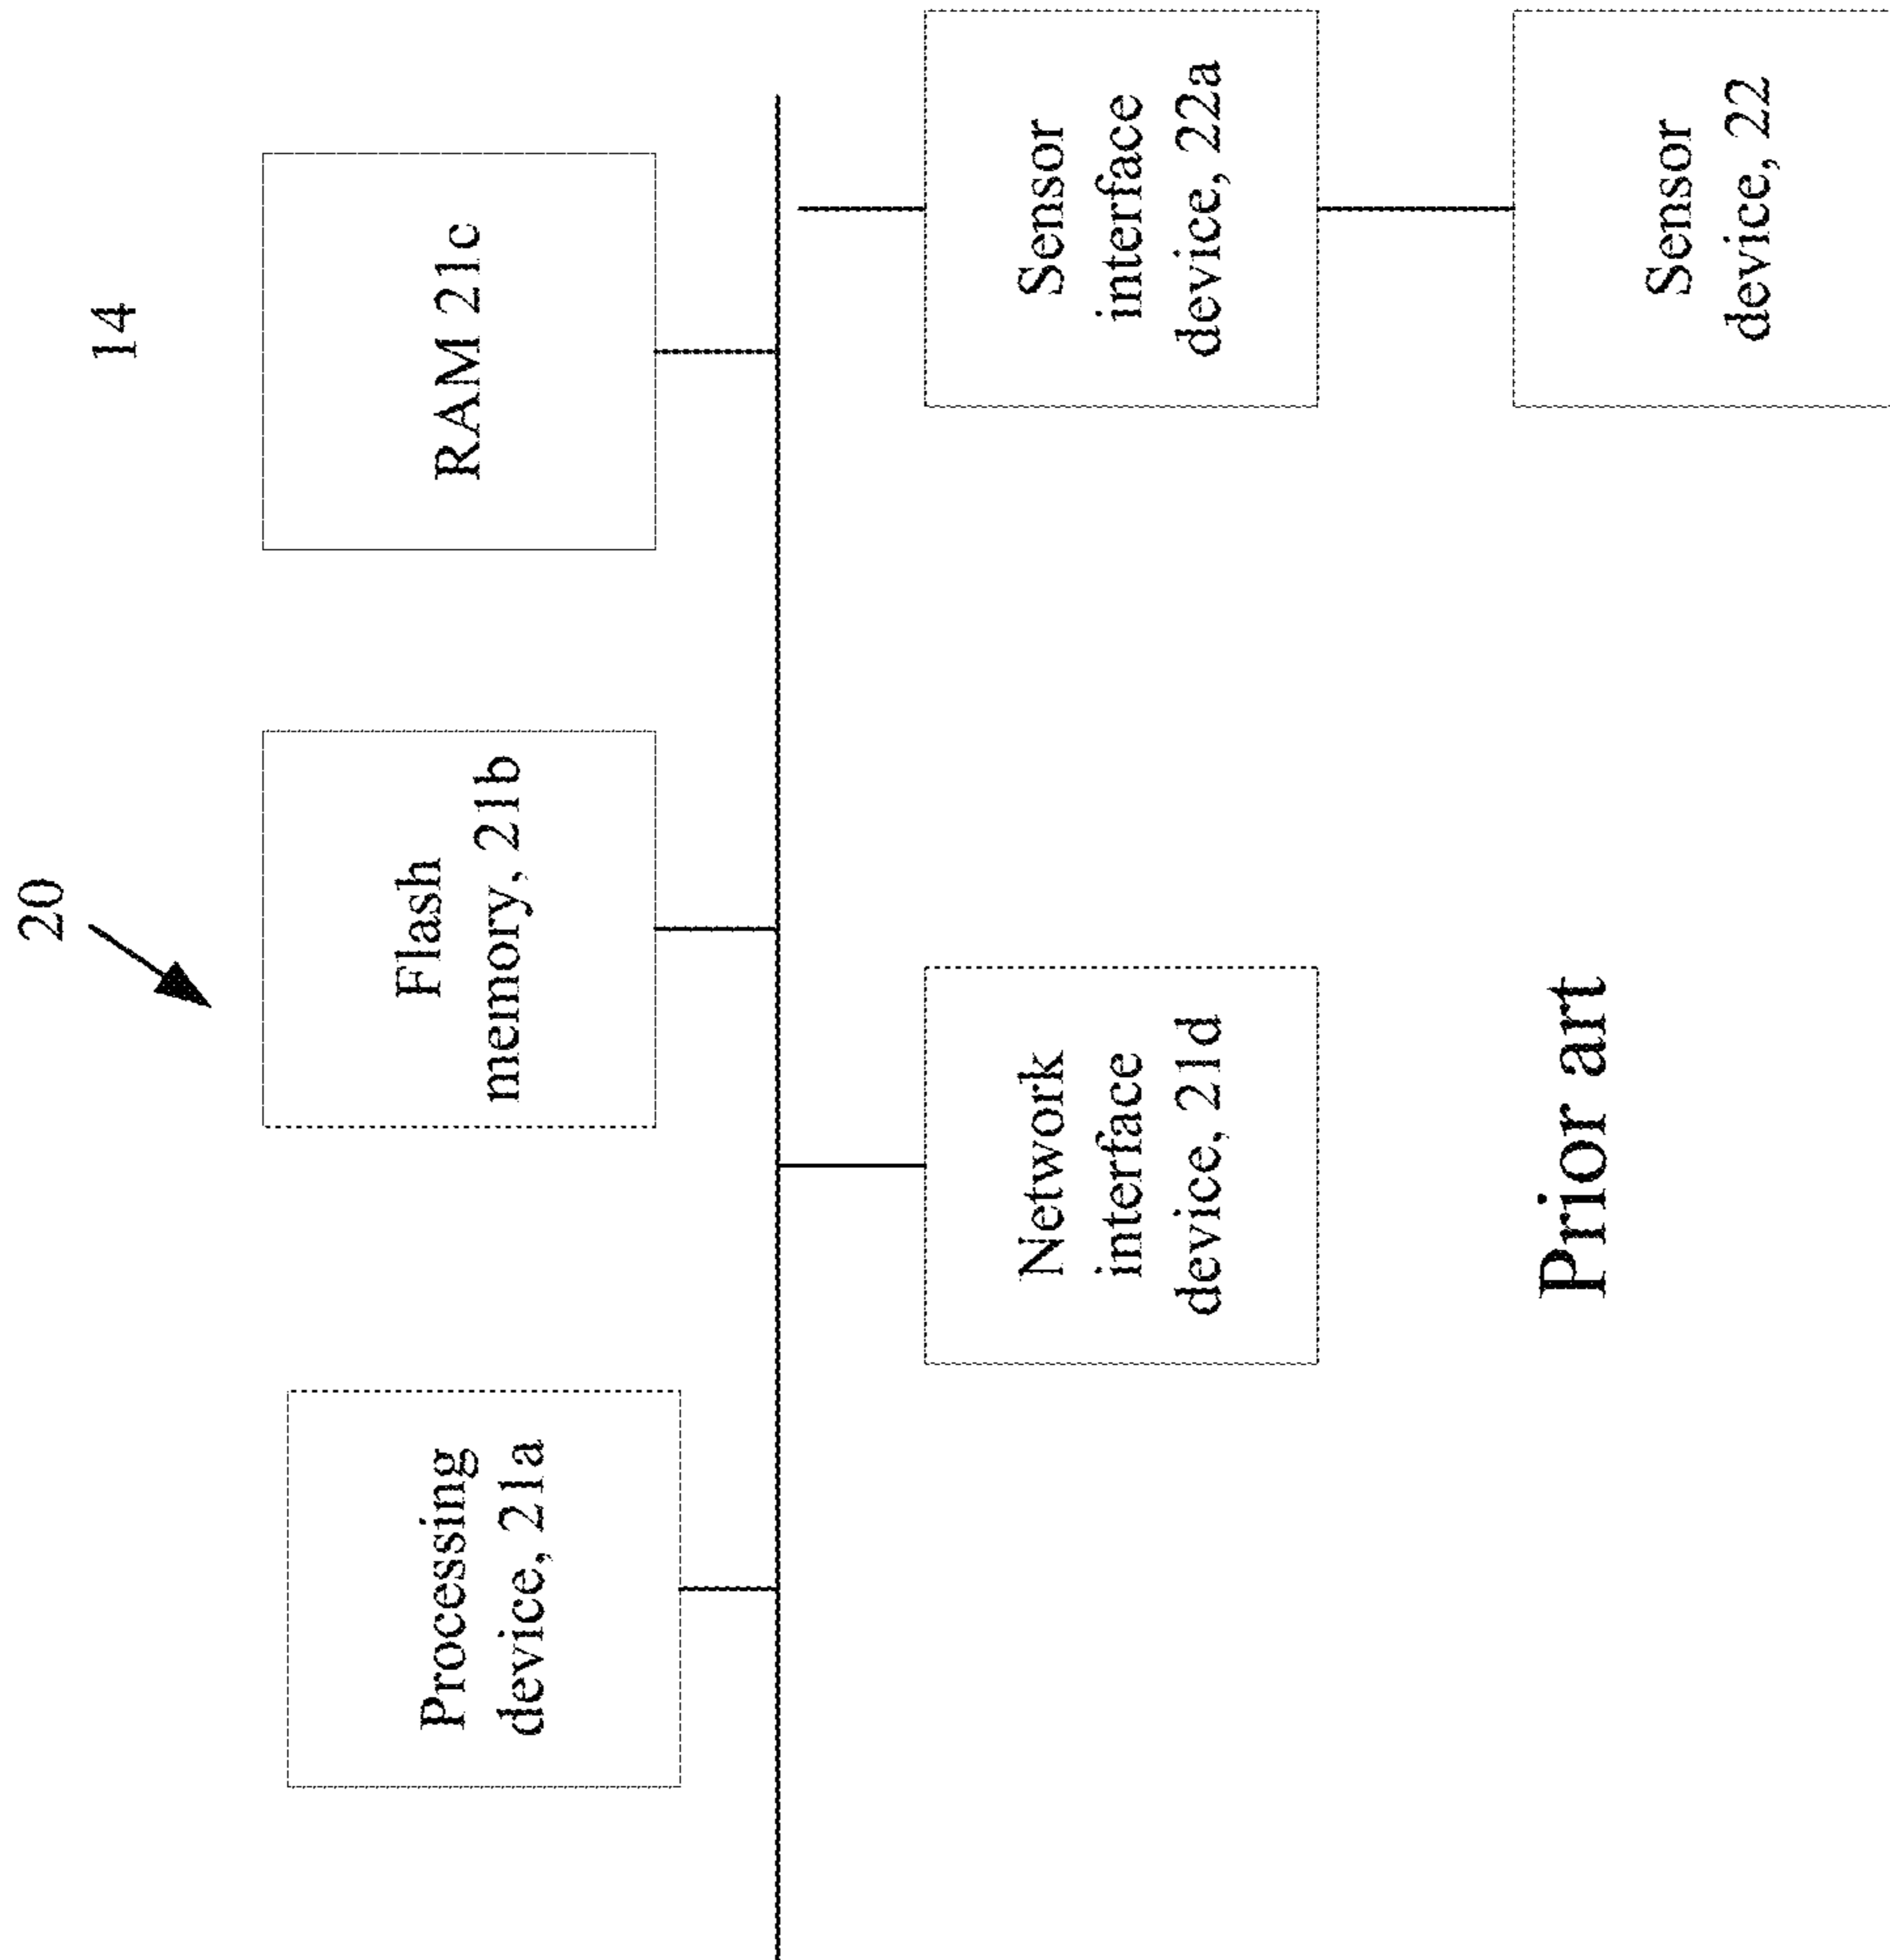 20
14
Processing
device, 21a
Flash
memory, 21b
RAM 21c
Network
interface
device, 21d
Sensor
interface
device, 22a
Sensor
device, 22
Prior art